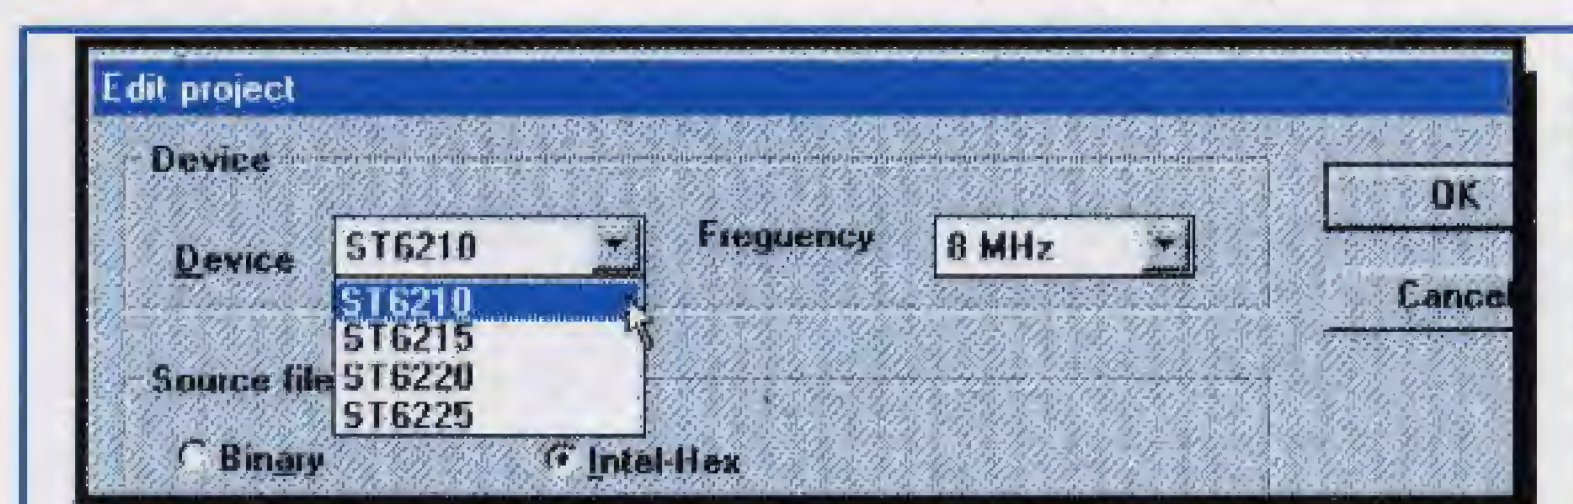 Edit project
Device
Device ST6210 Frequency 8 MHz OK
ST6210 Cancel
ST6215
Source file ST6220
ST6225
Binary Intel-Hex